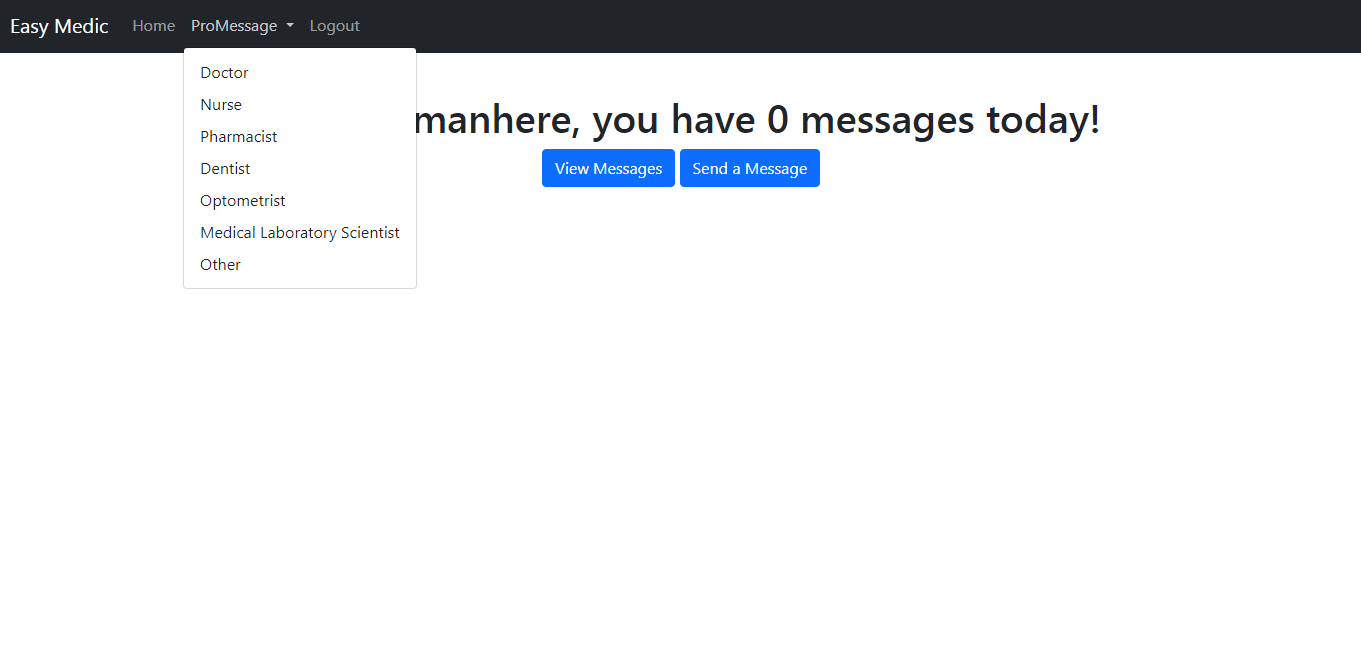 Easy Medic Home ProMessage Logout
Doctor
Nurse
Pharmacist
Dentist
Optometrist
Medical Laboratory Scientist
Other
manhere, you have 0 messages today!
View Messages Send a Message